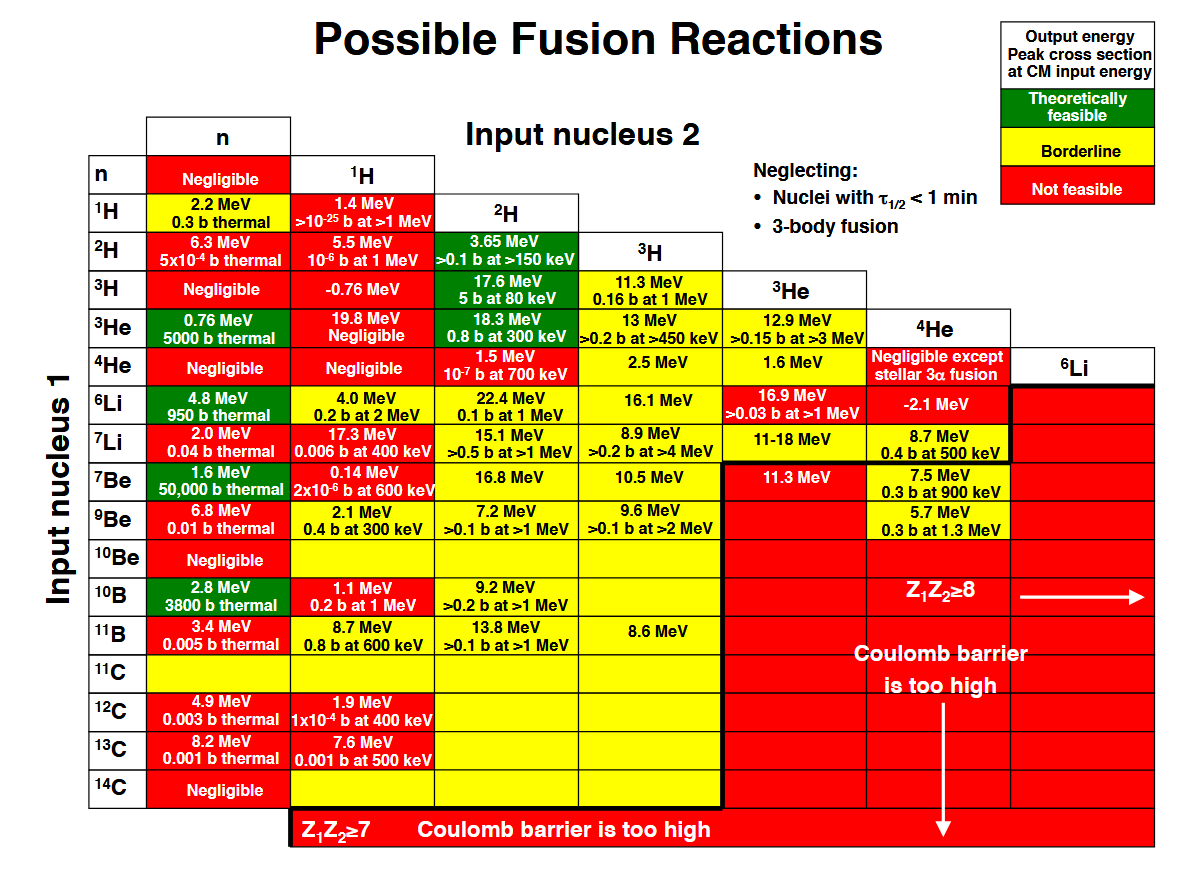 Possible Fusion Reactions
Output energy
Peak cross section
at CM input energy
Theoretically
feasible
Borderline
Not feasible
Input nucleus 2
Neglecting:
• Nuclei with τ1/2 < 1 min
• 3-body fusion
Input nucleus 1
n
n
Negligible
¹H
¹H
2.2 MeV
0.3 b thermal
1.4 MeV
>10⁻²⁵ b at >1 MeV
²H
²H
6.3 MeV
5x10⁻⁴ b thermal
5.5 MeV
10⁻⁶ b at 1 MeV
3.65 MeV
>0.1 b at >150 keV
³H
³H
Negligible
-0.76 MeV
17.6 MeV
5 b at 80 keV
11.3 MeV
0.16 b at 1 MeV
³He
³He
0.76 MeV
5000 b thermal
19.8 MeV
Negligible
18.3 MeV
0.8 b at 300 keV
13 MeV
>0.2 b at >450 keV
12.9 MeV
>0.15 b at >3 MeV
⁴He
⁴He
Negligible
Negligible
1.5 MeV
10⁻⁷ b at 700 keV
2.5 MeV
1.6 MeV
Negligible except
stellar 3α fusion
⁶Li
⁶Li
4.8 MeV
950 b thermal
4.0 MeV
0.2 b at 2 MeV
22.4 MeV
0.1 b at 1 MeV
16.1 MeV
16.9 MeV
>0.03 b at >1 MeV
-2.1 MeV
⁷Li
2.0 MeV
0.04 b thermal
17.3 MeV
0.006 b at 400 keV
15.1 MeV
>0.5 b at >1 MeV
8.9 MeV
>0.2 b at >4 MeV
11-18 MeV
8.7 MeV
0.4 b at 500 keV
⁷Be
1.6 MeV
50,000 b thermal
0.14 MeV
2x10⁻⁶ b at 600 keV
16.8 MeV
10.5 MeV
11.3 MeV
7.5 MeV
0.3 b at 900 keV
⁹Be
6.8 MeV
0.01 b thermal
2.1 MeV
0.4 b at 300 keV
7.2 MeV
>0.1 b at >1 MeV
9.6 MeV
>0.1 b at >2 MeV
5.7 MeV
0.3 b at 1.3 MeV
¹⁰Be
Negligible
¹⁰B
2.8 MeV
3800 b thermal
1.1 MeV
0.2 b at 1 MeV
9.2 MeV
>0.2 b at >1 MeV
Z₁Z₂≥8
¹¹B
3.4 MeV
0.005 b thermal
8.7 MeV
0.8 b at 600 keV
13.8 MeV
>0.1 b at >1 MeV
8.6 MeV
Coulomb barrier
is too high
¹¹C
¹²C
4.9 MeV
0.003 b thermal
1.9 MeV
1x10⁻⁴ b at 400 keV
¹³C
8.2 MeV
0.001 b thermal
7.6 MeV
0.001 b at 500 keV
¹⁴C
Negligible
Z₁Z₂≥7 Coulomb barrier is too high